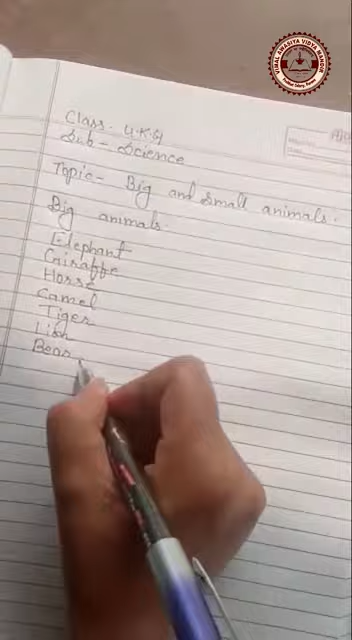 Class. U.K.G
Sub - Science
Topic - Big and Small animals.
Big animals.
Elephant
Giraffe
Horse
Camel
Tiger
Lion
Bear